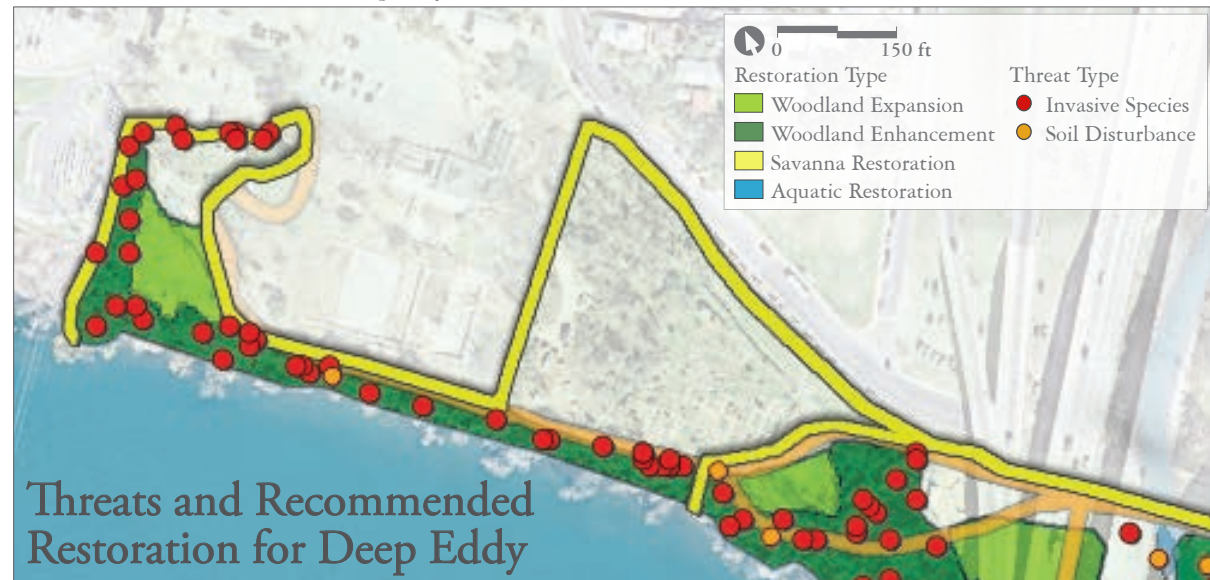 0 150 ft
Restoration Type
Woodland Expansion
Woodland Enhancement
Savanna Restoration
Aquatic Restoration
Threat Type
Invasive Species
Soil Disturbance
Threats and Recommended
Restoration for Deep Eddy